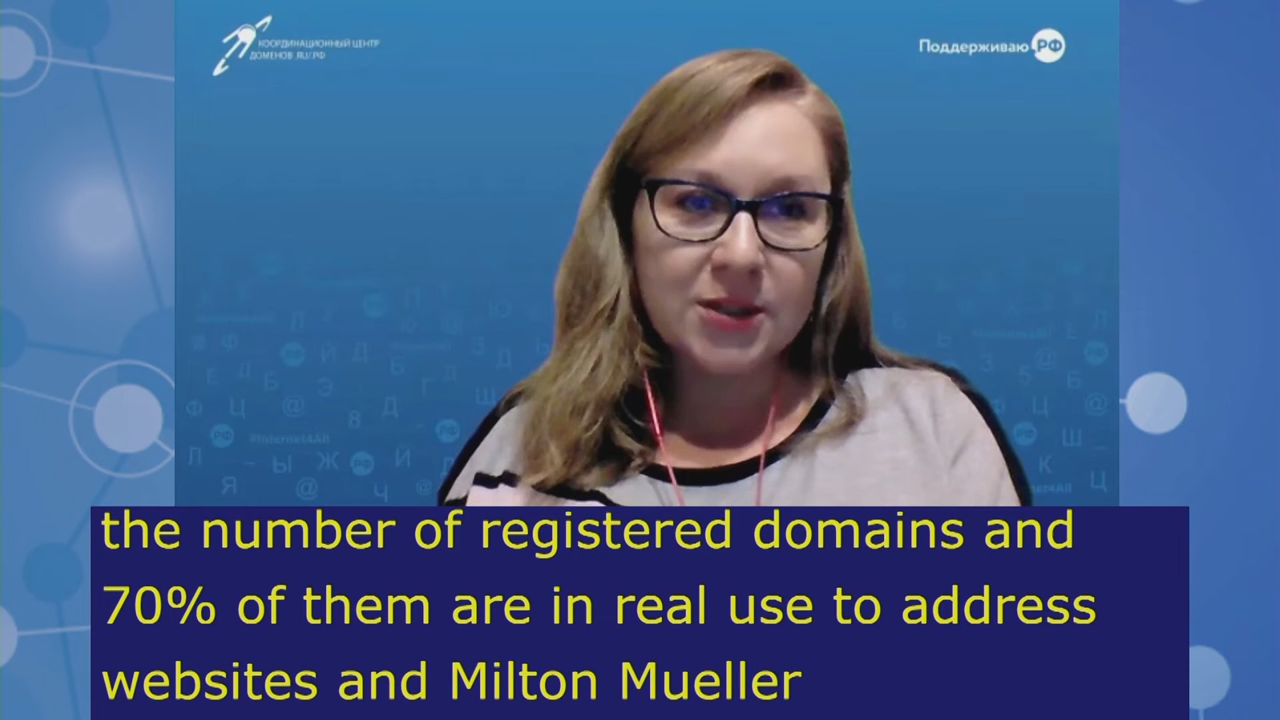 КООРДИНАЦИОННЫЙ ЦЕНТР
ДОМЕНОВ .RU/.РФ
Поддерживаю РФ
#Internet4All
the number of registered domains and
70% of them are in real use to address
websites and Milton Mueller